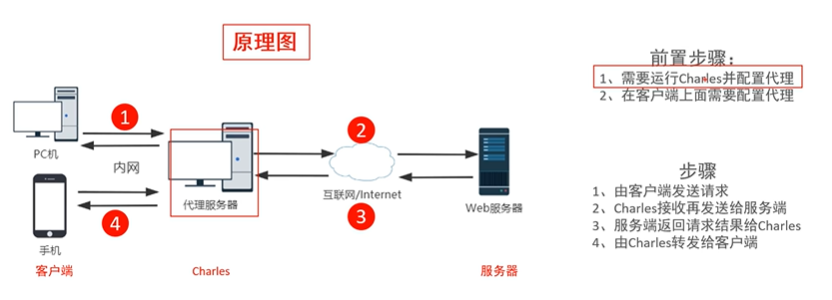 原理图
前置步骤：
1、需要运行Charles并配置代理
2、在客户端上面需要配置代理
1
2
PC机
内网
代理服务器
互联网/Internet
Web服务器
3
4
手机
客户端
Charles
服务器
步骤
1、由客户端发送请求
2、Charles接收再发送给服务端
3、服务端返回请求结果给Charles
4、由Charles转发给客户端